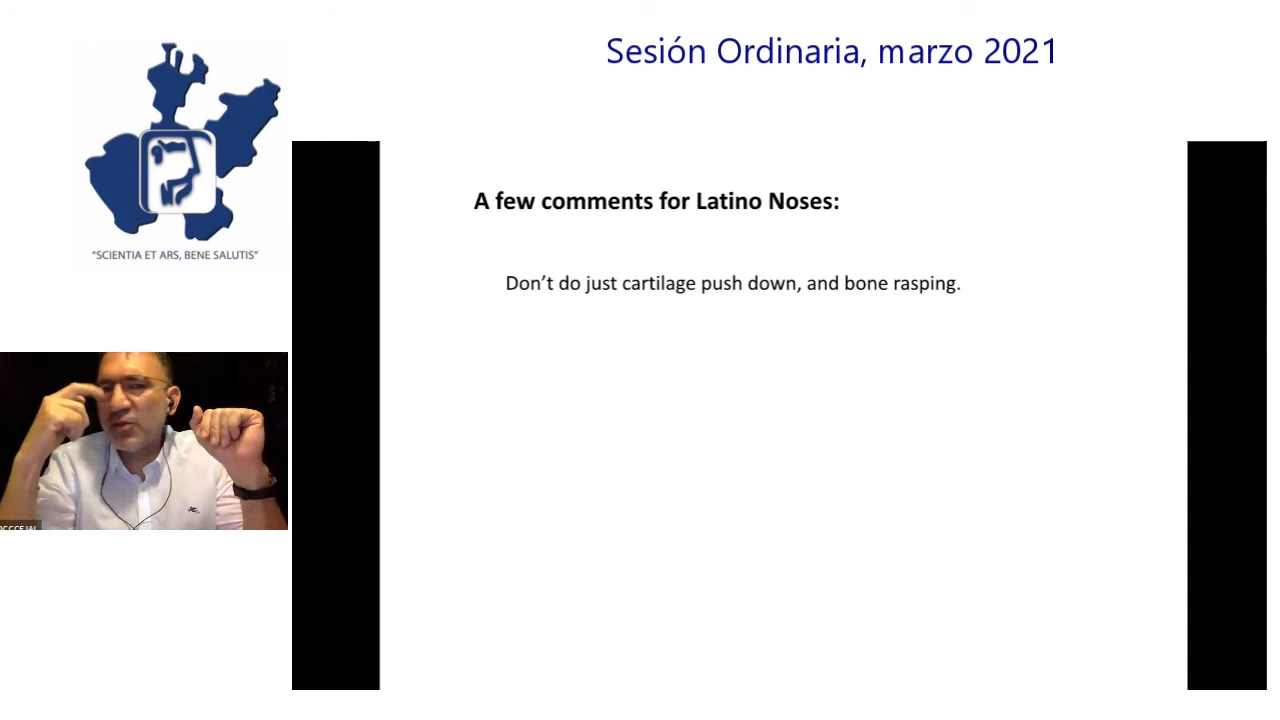 Sesión Ordinaria, marzo 2021
A few comments for Latino Noses:
Don’t do just cartilage push down, and bone rasping.
“SCIENTIA ET ARS, BENE SALUTIS”